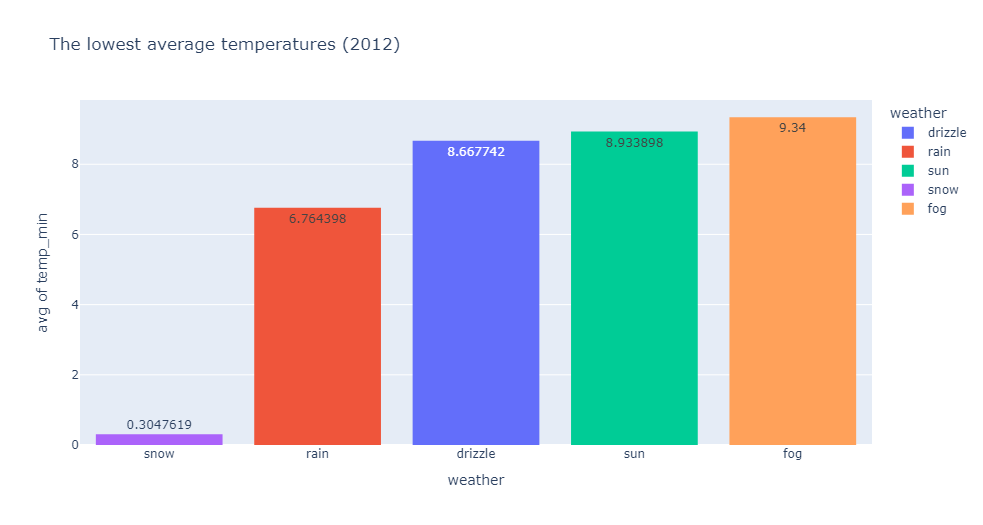 The lowest average temperatures (2012)
weather
drizzle
rain
sun
snow
fog
avg of temp_min
8
6
4
2
0
0.3047619
6.764398
8.667742
8.933898
9.34
snow
rain
drizzle
sun
fog
weather